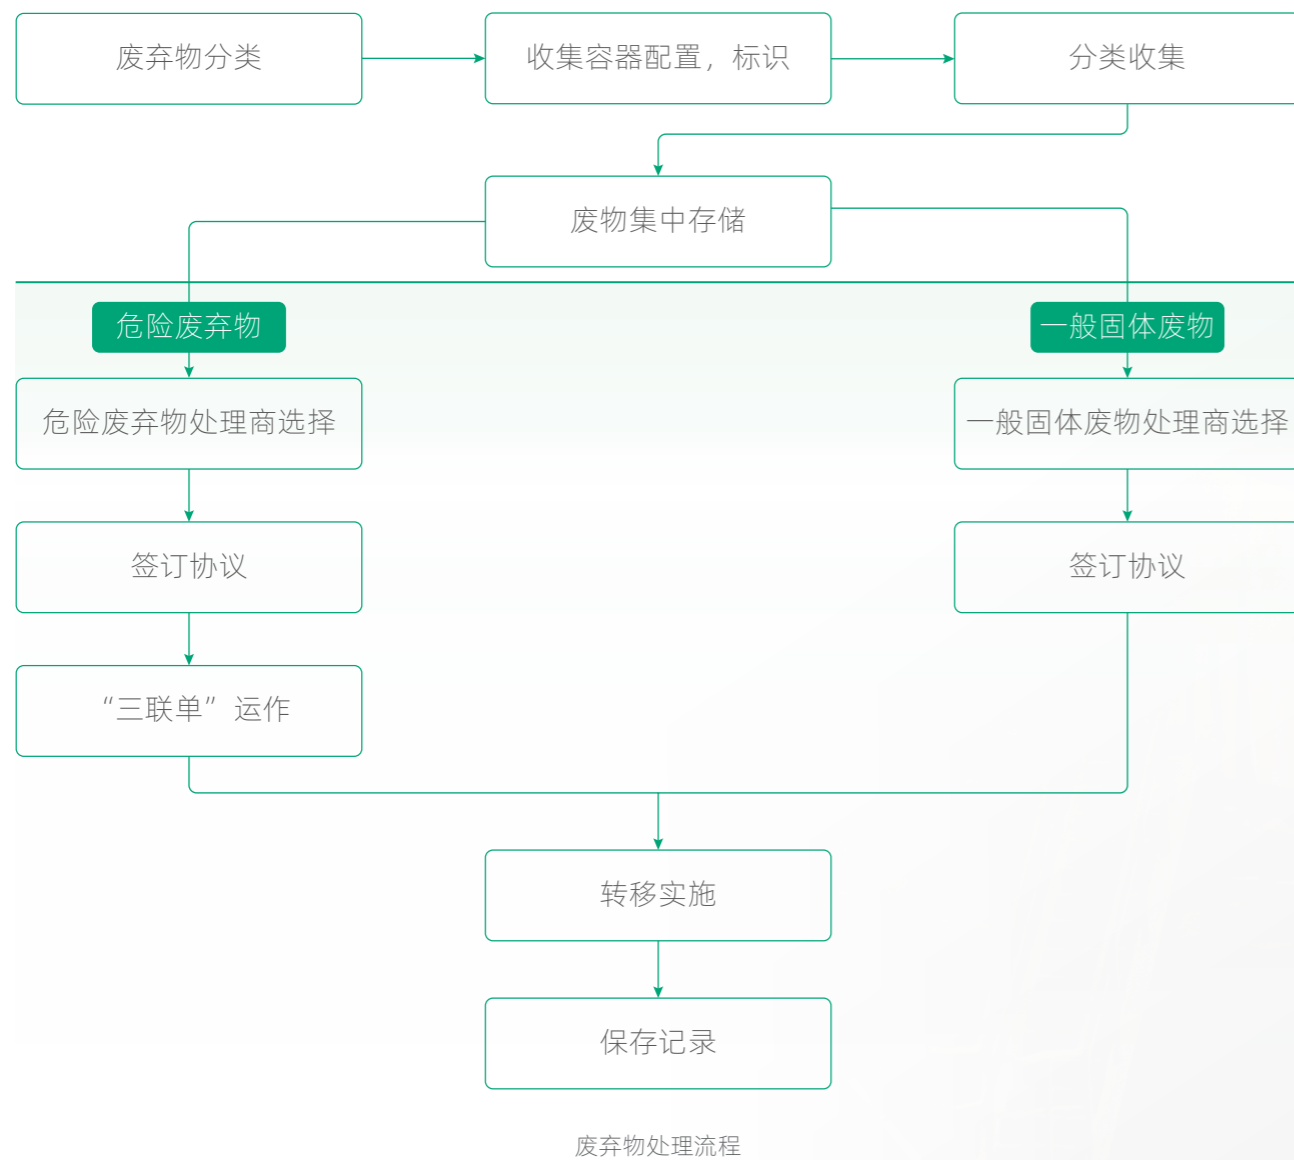 废弃物分类
收集容器配置，标识
分类收集
废物集中存储
危险废弃物
一般固体废物
危险废弃物处理商选择
一般固体废物处理商选择
签订协议
签订协议
“三联单”运作
转移实施
保存记录
废弃物处理流程